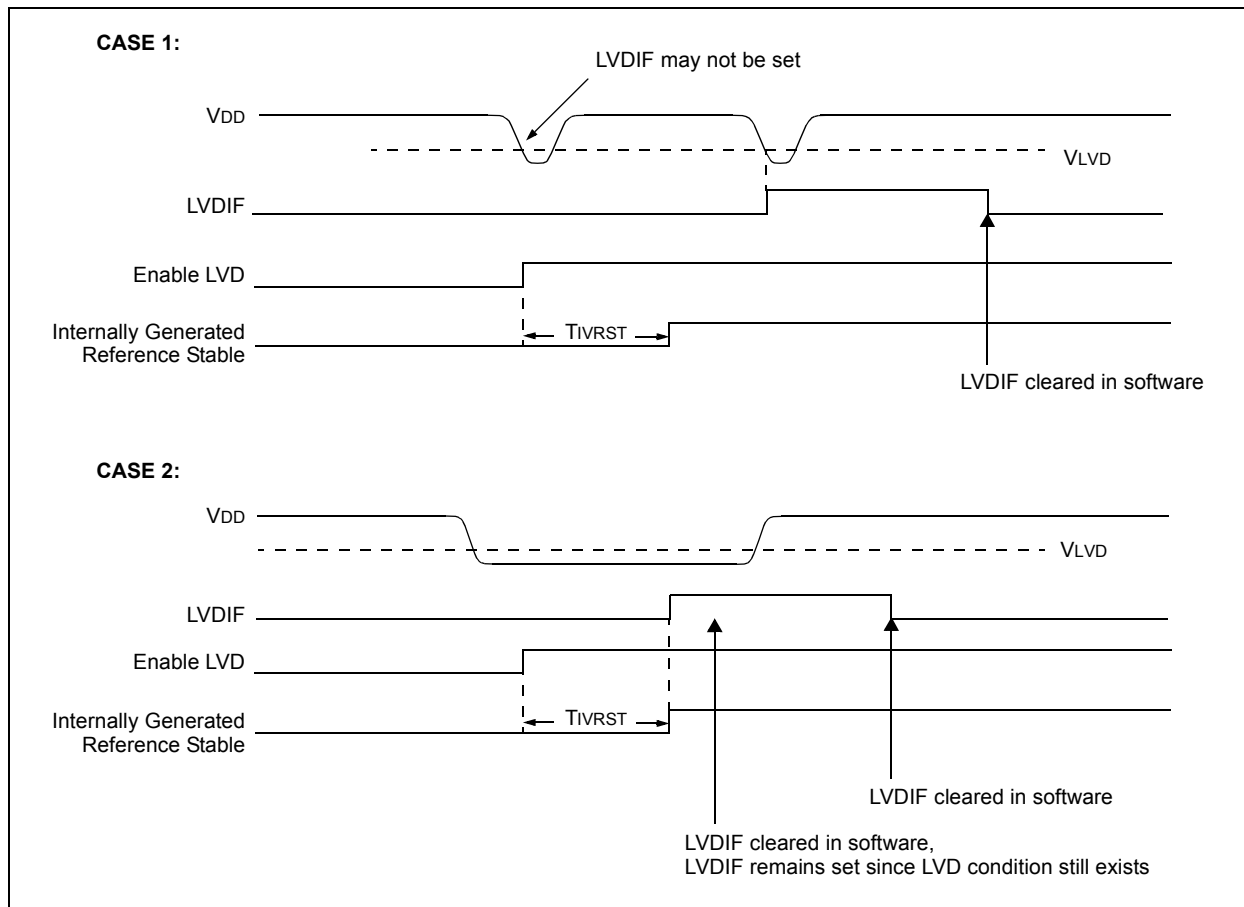 CASE 1:
LVDIF may not be set
VDD
VLVD
LVDIF
Enable LVD
TIVRST
Internally Generated
Reference Stable
LVDIF cleared in software
CASE 2:
VDD
VLVD
LVDIF
Enable LVD
TIVRST
Internally Generated
Reference Stable
LVDIF cleared in software
LVDIF cleared in software,
LVDIF remains set since LVD condition still exists